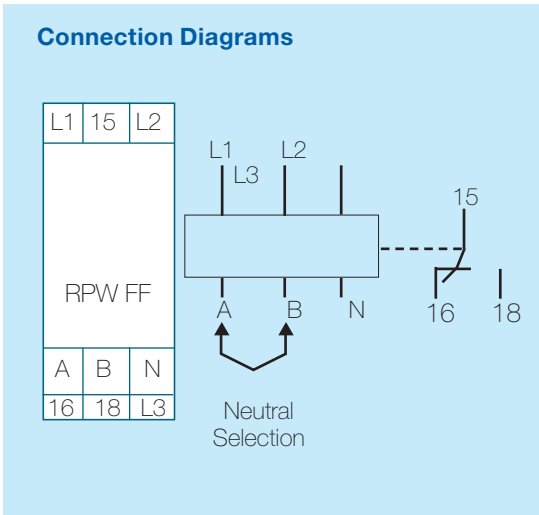 Connection Diagrams
L1 15 L2
RPW FF
A B N
16 18 L3
L1 L2
L3
A B N
Neutral
Selection
15
16 18